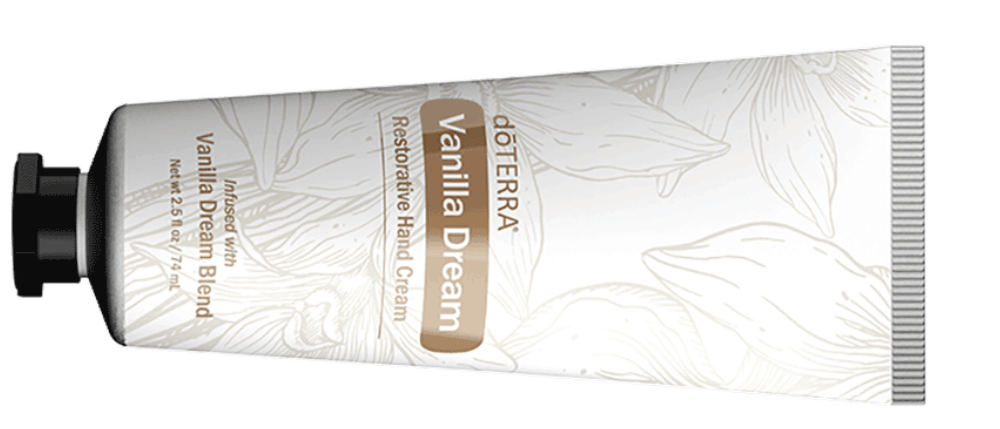 dōTERRA®
Vanilla Dream
Restorative Hand Cream
Infused with
Vanilla Dream Blend
Net wt 2.5 fl oz / 74 mL